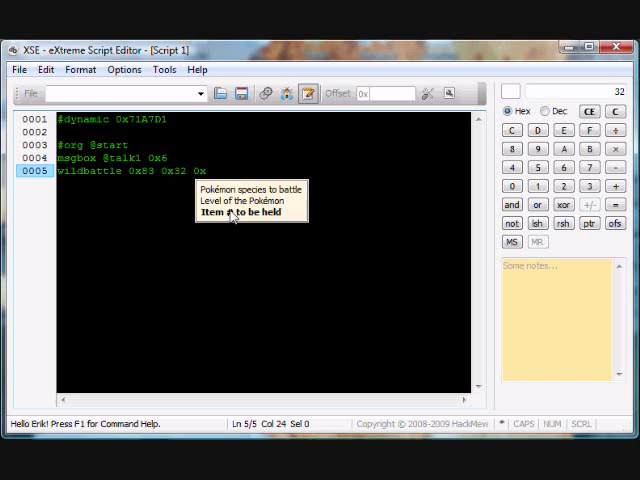 XSE - eXtreme Script Editor - [Script 1]
File Edit Format Options Tools Help
File Offset: 0x
0001 #dynamic 0x71A7D1
0002
0003 #org @start
0004 msgbox @talk1 0x6
0005 wildbattle 0x83 0x32 0x
Pokémon species to battle
Level of the Pokémon
Item # to be held
32
Hex Dec CE C
C D E F ÷
8 9 A B ×
4 5 6 7 -
0 1 2 3 +
and or xor +/- =
not lsh rsh ptr ofs
MS MR
Some notes...
Hello Erik! Press F1 for Command Help. Ln 5/5 Col 24 Sel 0 Copyright © 2008-2009 HackMew * CAPS NUM SCRL